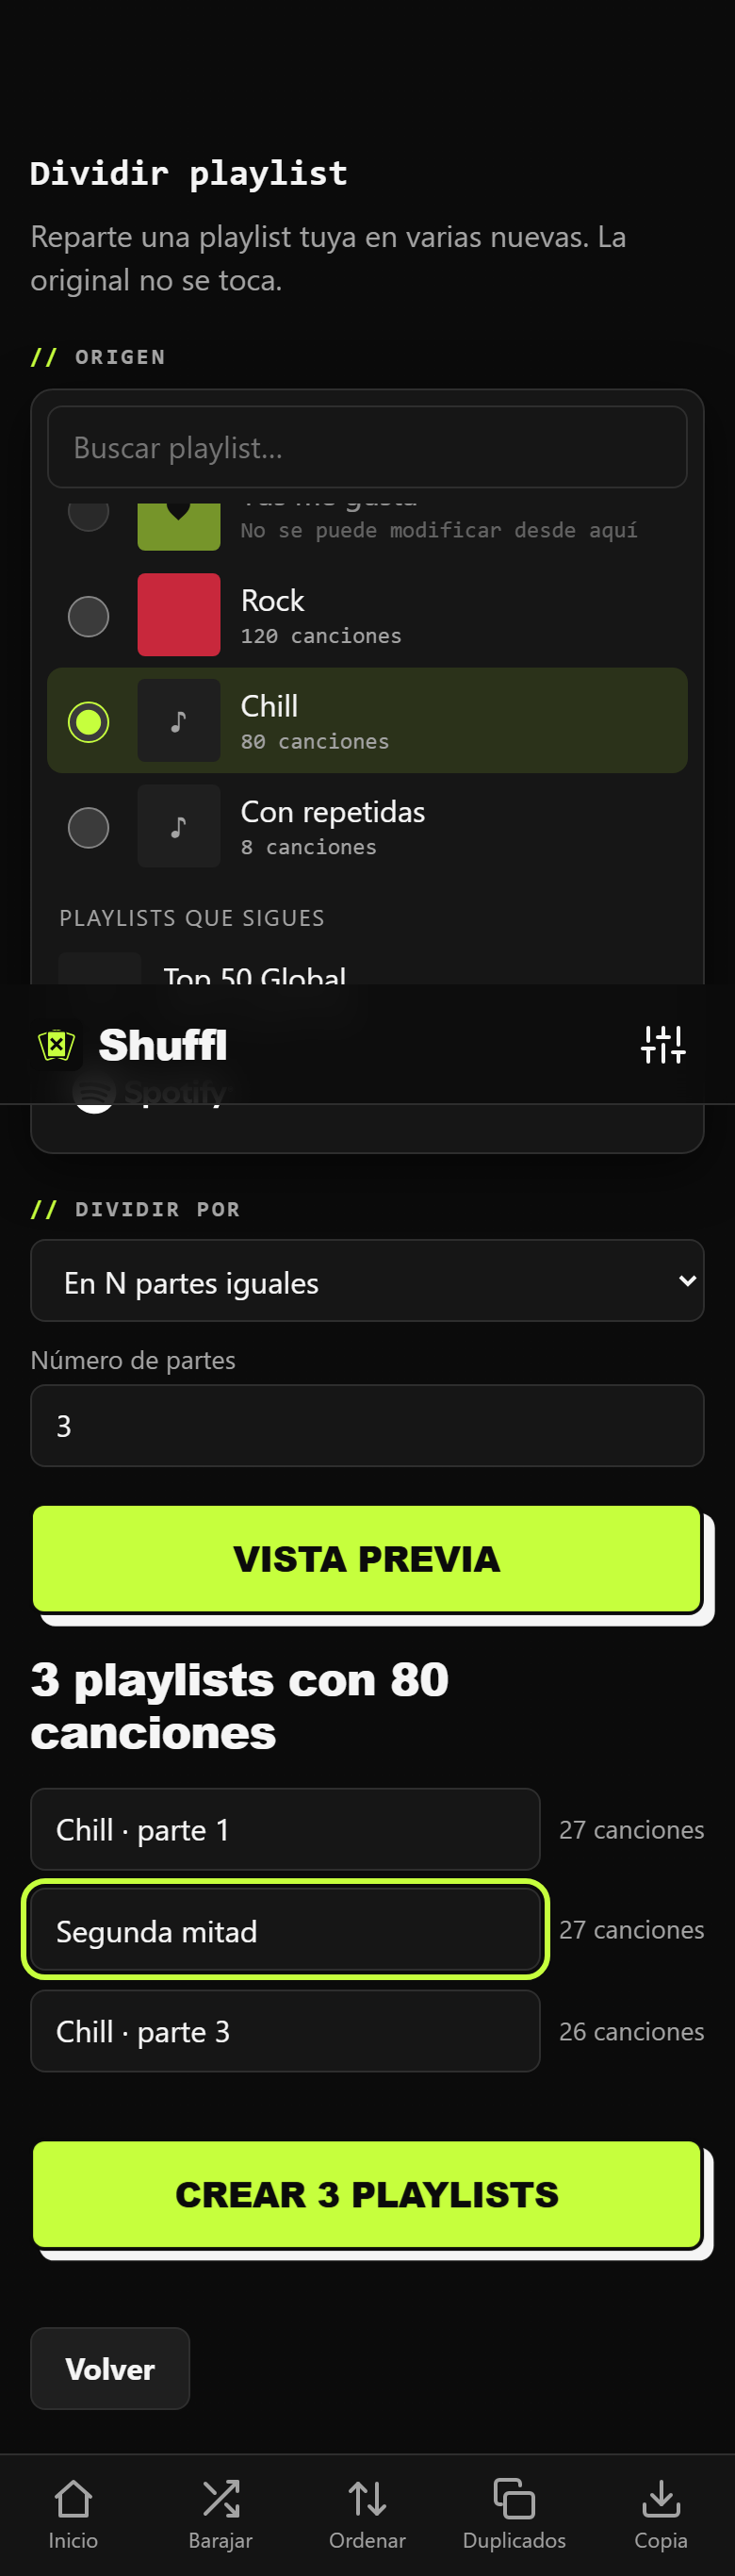 Dividir playlist
Reparte una playlist tuya en varias nuevas. La
original no se toca.
// ORIGEN
Buscar playlist...
No se puede modificar desde aquí
Rock
120 canciones
Chill
80 canciones
Con repetidas
8 canciones
PLAYLISTS QUE SIGUES
Top 50 Global
Shuffl
Spotify
// DIVIDIR POR
En N partes iguales
Número de partes
3
VISTA PREVIA
3 playlists con 80
canciones
Chill · parte 1
27 canciones
Segunda mitad
27 canciones
Chill · parte 3
26 canciones
CREAR 3 PLAYLISTS
Volver
Inicio
Barajar
Ordenar
Duplicados
Copia